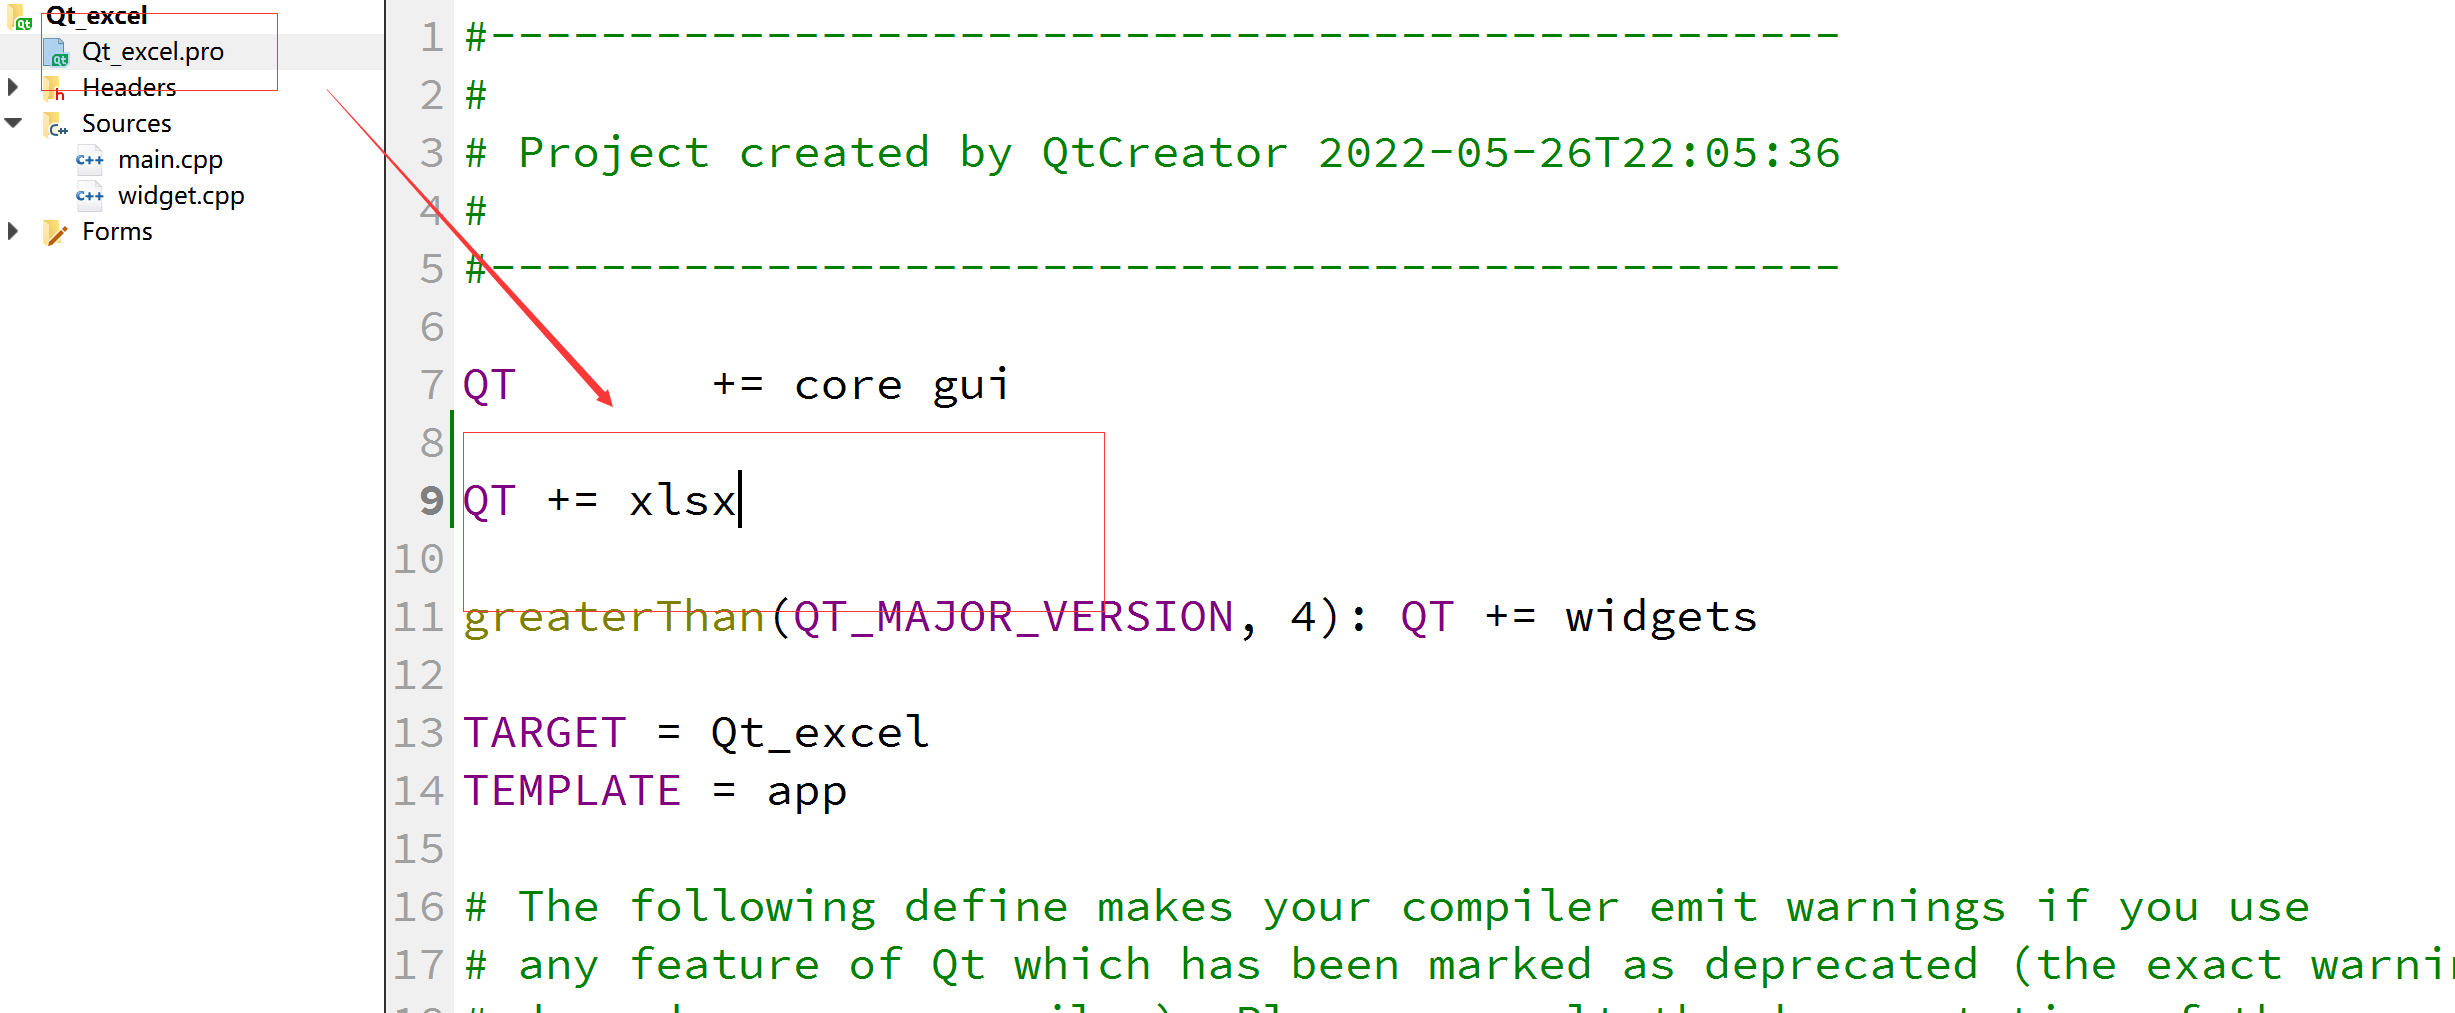 Qt_excel
Qt_excel.pro
Headers
Sources
main.cpp
widget.cpp
Forms
1 #-------------------------------------------------
2 #
3 # Project created by QtCreator 2022-05-26T22:05:36
4 #
5 #-------------------------------------------------
6
7 QT       += core gui
8
9 QT += xlsx
10
11 greaterThan(QT_MAJOR_VERSION, 4): QT += widgets
12
13 TARGET = Qt_excel
14 TEMPLATE = app
15
16 # The following define makes your compiler emit warnings if you use
17 # any feature of Qt which has been marked as deprecated (the exact